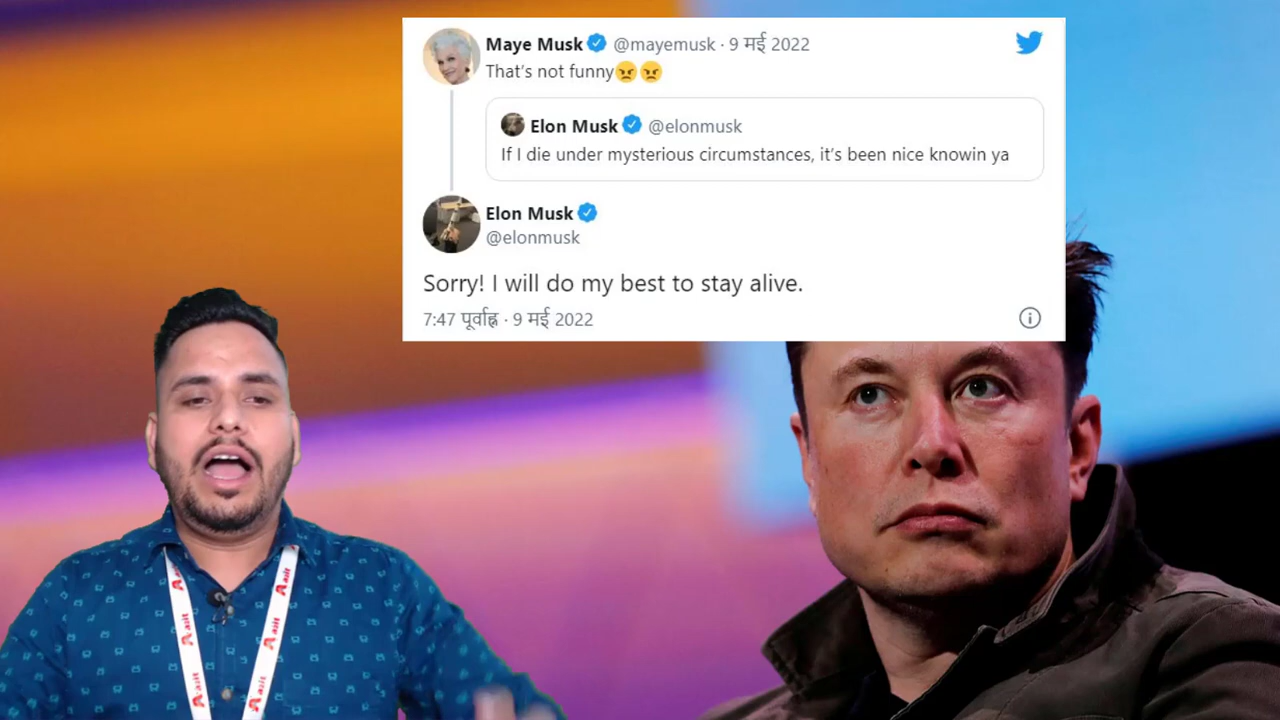 Maye Musk @mayemusk · 9 मई 2022
That's not funny😠😠
Elon Musk @elonmusk
If I die under mysterious circumstances, it's been nice knowin ya
Elon Musk
@elonmusk
Sorry! I will do my best to stay alive.
7:47 पूर्वाह्न · 9 मई 2022